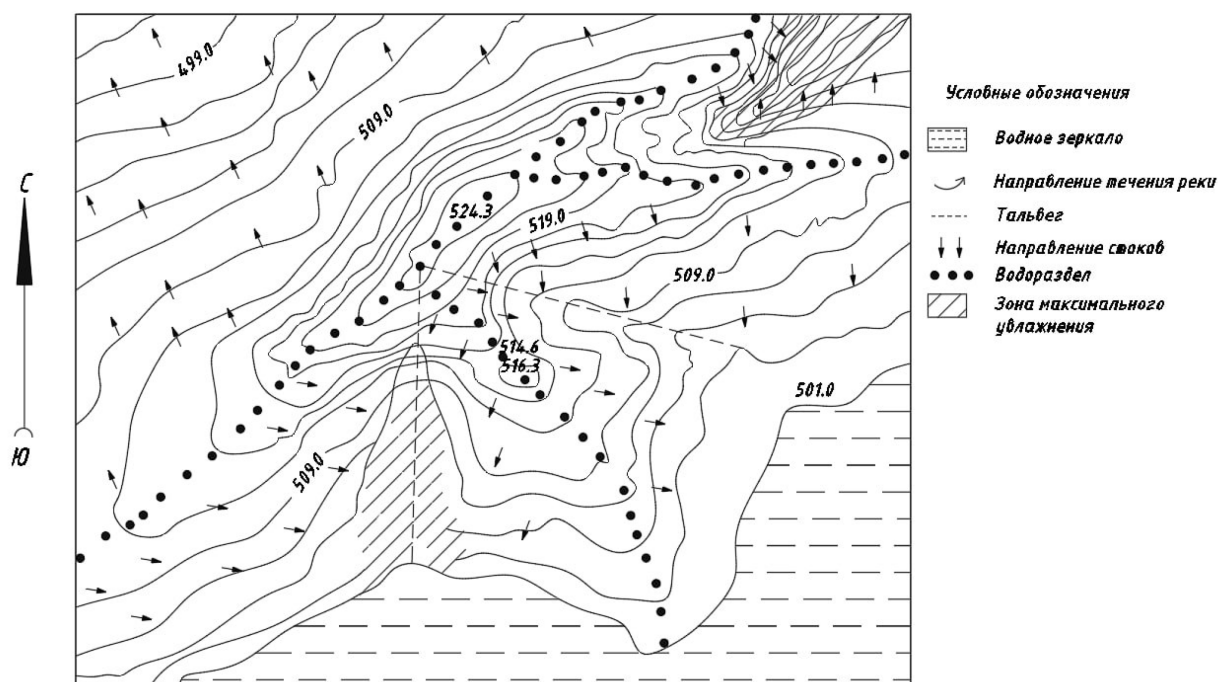 499.0
509.0
С
524.3
519.0
509.0
514.6
516.3
501.0
Ю
509.0
Условные обозначения
Водное зеркало
Направление течения реки
Тальвег
Направление стоков
Водораздел
Зона максимального
увлажнения